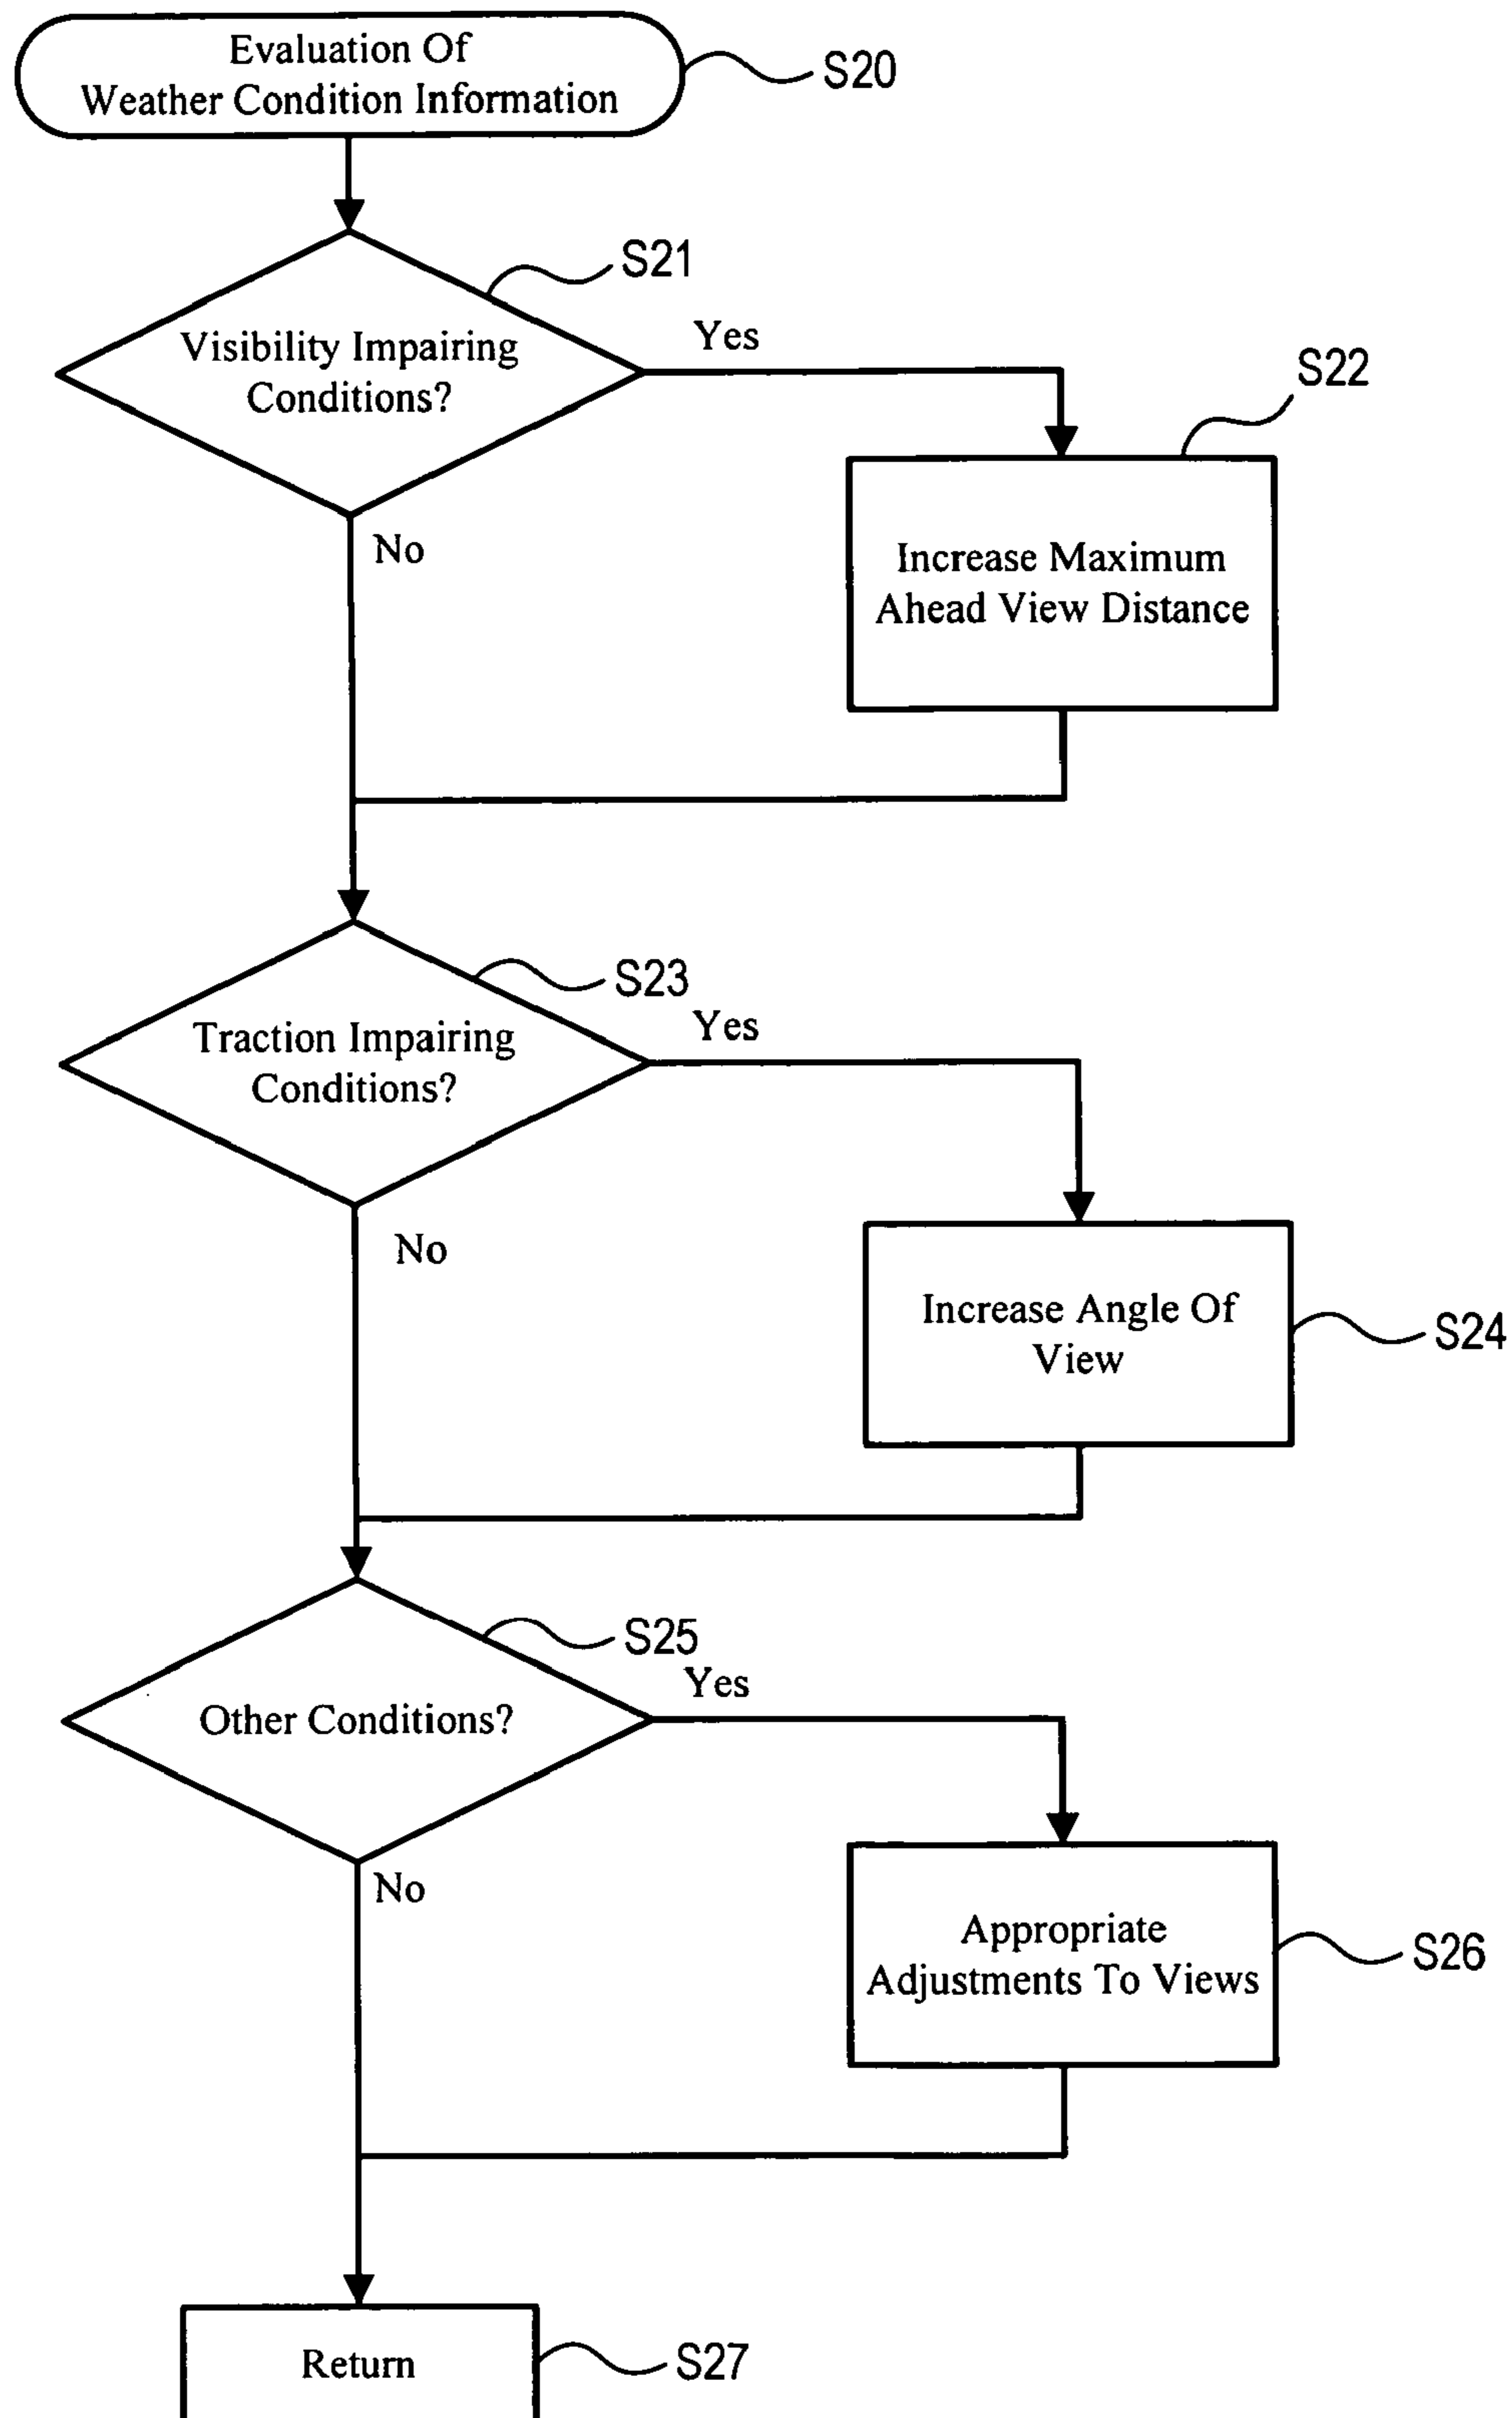 Evaluation Of
Weather Condition Information
S20
S21
Visibility Impairing
Conditions?
Yes
S22
No
Increase Maximum
Ahead View Distance
S23
Traction Impairing
Conditions?
Yes
No
Increase Angle Of
View
S24
S25
Other Conditions?
Yes
No
Appropriate
Adjustments To Views
S26
Return
S27